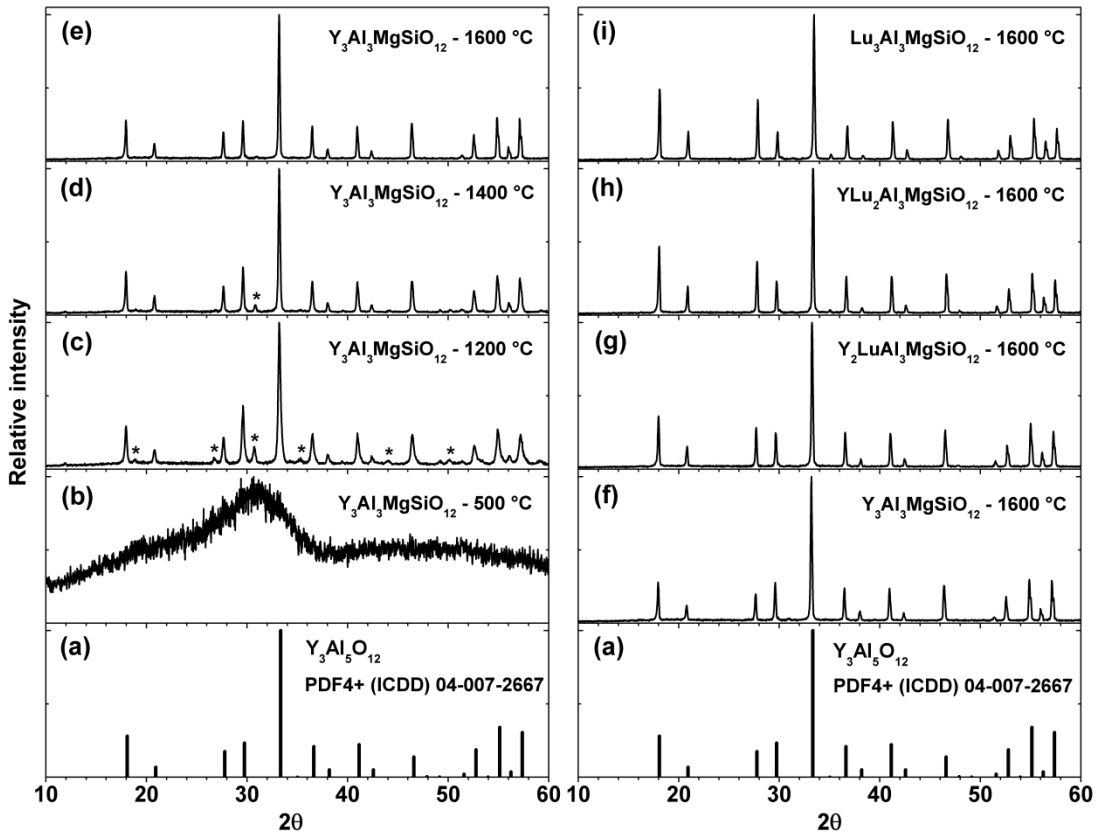 Relative intensity
(e) Y₃Al₃MgSiO₁₂ - 1600 °C
(d) Y₃Al₃MgSiO₁₂ - 1400 °C
*
(c) Y₃Al₃MgSiO₁₂ - 1200 °C
* * * * * *
(b) Y₃Al₃MgSiO₁₂ - 500 °C
(a) Y₃Al₅O₁₂
PDF4+ (ICDD) 04-007-2667
10 20 30 40 50 60
2θ
(i) Lu₃Al₃MgSiO₁₂ - 1600 °C
(h) YLu₂Al₃MgSiO₁₂ - 1600 °C
(g) Y₂LuAl₃MgSiO₁₂ - 1600 °C
(f) Y₃Al₃MgSiO₁₂ - 1600 °C
(a) Y₃Al₅O₁₂
PDF4+ (ICDD) 04-007-2667
20 30 40 50 60
2θ